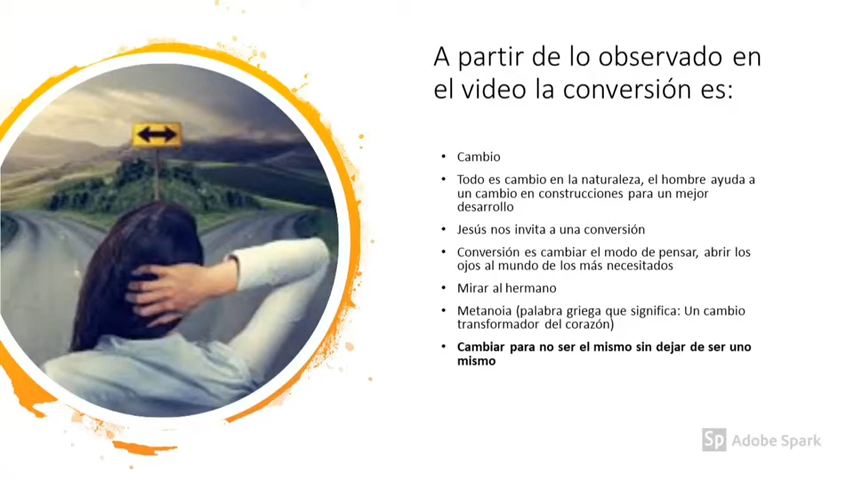 A partir de lo observado en
el video la conversión es:
• Cambio
• Todo es cambio en la naturaleza, el hombre ayuda a
un cambio en construcciones para un mejor
desarrollo
• Jesús nos invita a una conversión
• Conversión es cambiar el modo de pensar, abrir los
ojos al mundo de los más necesitados
• Mirar al hermano
• Metanoia (palabra griega que significa: Un cambio
transformador del corazón)
• Cambiar para no ser el mismo sin dejar de ser uno
mismo
Sp Adobe Spark